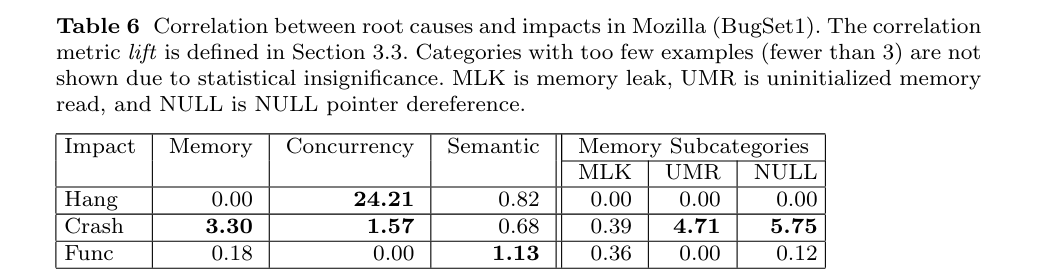 Table 6 Correlation between root causes and impacts in Mozilla (BugSet1). The correlation
metric lift is defined in Section 3.3. Categories with too few examples (fewer than 3) are not
shown due to statistical insignificance. MLK is memory leak, UMR is uninitialized memory
read, and NULL is NULL pointer dereference.
Impact Memory Concurrency Semantic Memory Subcategories
MLK UMR NULL
Hang 0.00 24.21 0.82 0.00 0.00 0.00
Crash 3.30 1.57 0.68 0.39 4.71 5.75
Func 0.18 0.00 1.13 0.36 0.00 0.12